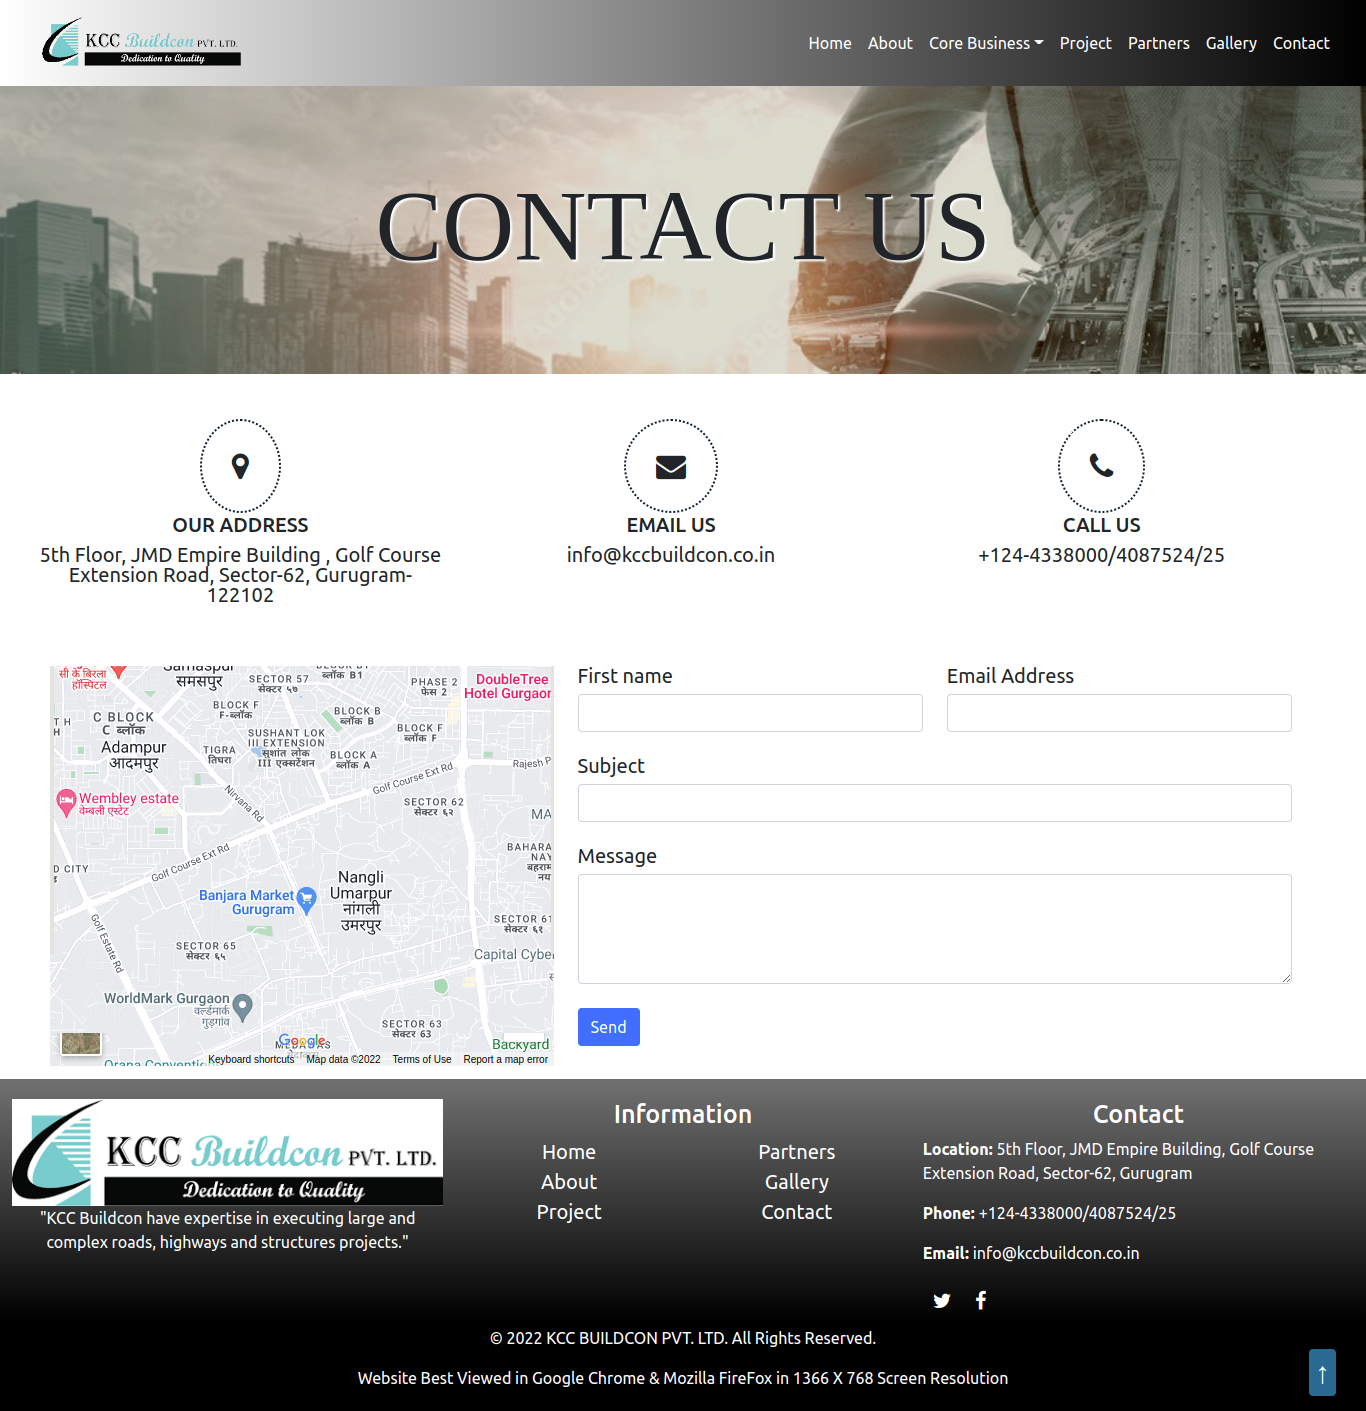 KCC Buildcon PVT. LTD.
Dedication to Quality
Home About Core Business Project Partners Gallery Contact
CONTACT US
OUR ADDRESS
5th Floor, JMD Empire Building , Golf Course
Extension Road, Sector-62, Gurugram-
122102
EMAIL US
info@kccbuildcon.co.in
CALL US
+124-4338000/4087524/25
सी के बिरला
हॉस्पिटल
Samaspur
समसपुर
SECTOR 57
सेक्टर ५७
BLOCK B1
ब्लॉक B1
PHASE 2
फेस 2
DoubleTree
Hotel Gurgaon
C BLOCK
C ब्लॉक
BLOCK F
F-ब्लॉक
BLOCK B
ब्लॉक B
BLOCK F
ब्लॉक F
Adampur
आदमपुर
TIGRA
तिघरा
SUSHANT LOK
III EXTENSION
सुशांत लोक
III एक्सटेंशन
BLOCK A
ब्लॉक A
Golf Course Ext Rd
Rajesh P
Wembley estate
वेम्बली एस्टेट
Nirvana Rd
SECTOR 62
सेक्टर ६२
MA
D CITY
Golf Course Ext Rd
BAHARA
NAY
बहराम
नय
Banjara Market
Gurugram
Nangli
Umarpur
नांगली
उमरपुर
Golf Estate Rd
SECTOR 61
सेक्टर ६१
SECTOR 65
सेक्टर ६५
Capital Cyber
WorldMark Gurgaon
वर्ल्डमार्क
गुड़गांव
SECTOR 63
सेक्टर 63
Google
Backyard
Orana Conventio
Keyboard shortcuts Map data ©2022 Terms of Use Report a map error
First name
Email Address
Subject
Message
Send
KCC Buildcon PVT. LTD.
Dedication to Quality
"KCC Buildcon have expertise in executing large and
complex roads, highways and structures projects."
Information
Home
About
Project
Partners
Gallery
Contact
Contact
Location: 5th Floor, JMD Empire Building, Golf Course
Extension Road, Sector-62, Gurugram
Phone: +124-4338000/4087524/25
Email: info@kccbuildcon.co.in
© 2022 KCC BUILDCON PVT. LTD. All Rights Reserved.
Website Best Viewed in Google Chrome & Mozilla FireFox in 1366 X 768 Screen Resolution
↑